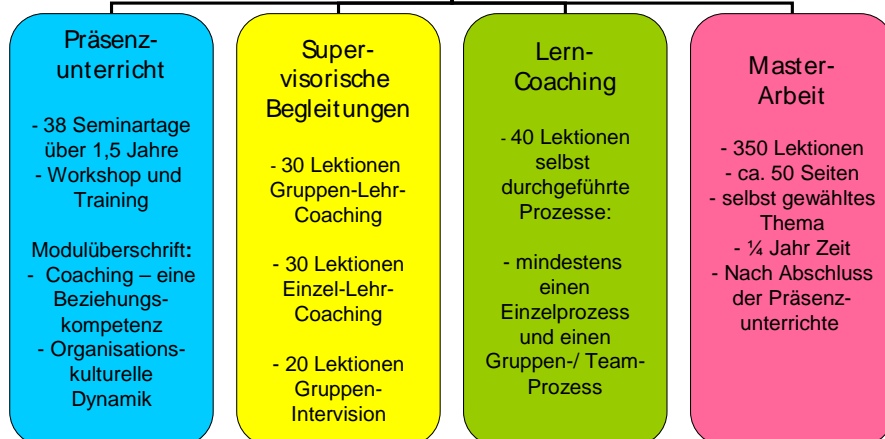 Präsenz-
unterricht
- 38 Seminartage
über 1,5 Jahre
- Workshop und
Training
Modulüberschrift:
- Coaching – eine
Beziehungs-
kompetenz
- Organisations-
kulturelle
Dynamik
Super-
visorische
Begleitungen
- 30 Lektionen
Gruppen-Lehr-
Coaching
- 30 Lektionen
Einzel-Lehr-
Coaching
- 20 Lektionen
Gruppen-
Intervision
Lern-
Coaching
- 40 Lektionen
selbst
durchgeführte
Prozesse:
- mindestens
einen
Einzelprozess
und einen
Gruppen-/ Team-
Prozess
Master-
Arbeit
- 350 Lektionen
- ca. 50 Seiten
- selbst gewähltes
Thema
- ¼ Jahr Zeit
- Nach Abschluss
der Präsenz-
unterrichte